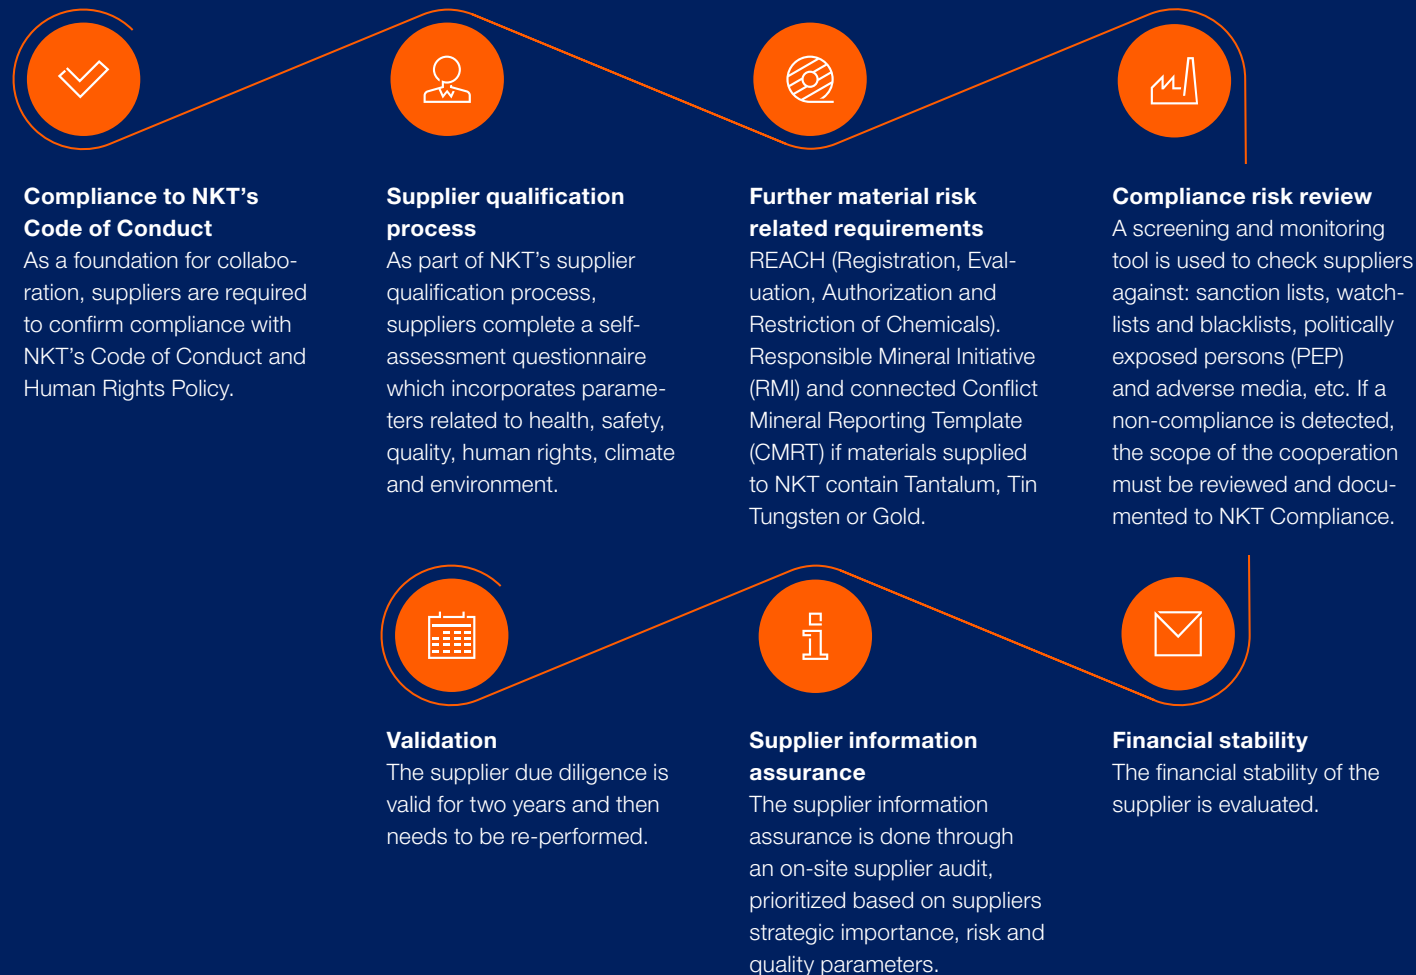 Compliance to NKT’s
Code of Conduct
As a foundation for collabo-
ration, suppliers are required
to confirm compliance with
NKT’s Code of Conduct and
Human Rights Policy.
Supplier qualification
process
As part of NKT’s supplier
qualification process,
suppliers complete a self-
assessment questionnaire
which incorporates parame-
ters related to health, safety,
quality, human rights, climate
and environment.
Further material risk
related requirements
REACH (Registration, Eval-
uation, Authorization and
Restriction of Chemicals).
Responsible Mineral Initiative
(RMI) and connected Conflict
Mineral Reporting Template
(CMRT) if materials supplied
to NKT contain Tantalum, Tin
Tungsten or Gold.
Compliance risk review
A screening and monitoring
tool is used to check suppliers
against: sanction lists, watch-
lists and blacklists, politically
exposed persons (PEP)
and adverse media, etc. If a
non-compliance is detected,
the scope of the cooperation
must be reviewed and docu-
mented to NKT Compliance.
Financial stability
The financial stability of the
supplier is evaluated.
Supplier information
assurance
The supplier information
assurance is done through
an on-site supplier audit,
prioritized based on suppliers
strategic importance, risk and
quality parameters.
Validation
The supplier due diligence is
valid for two years and then
needs to be re-performed.